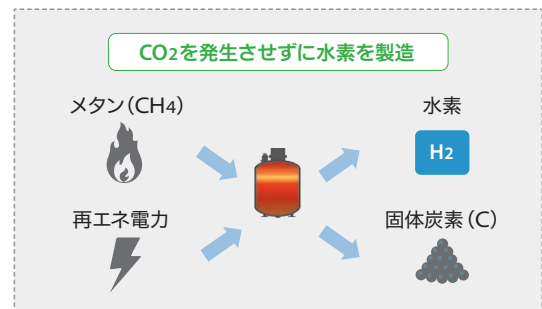 CO2を発生させずに水素を製造
メタン(CH4)
水素
H2
再エネ電力
固体炭素(C)